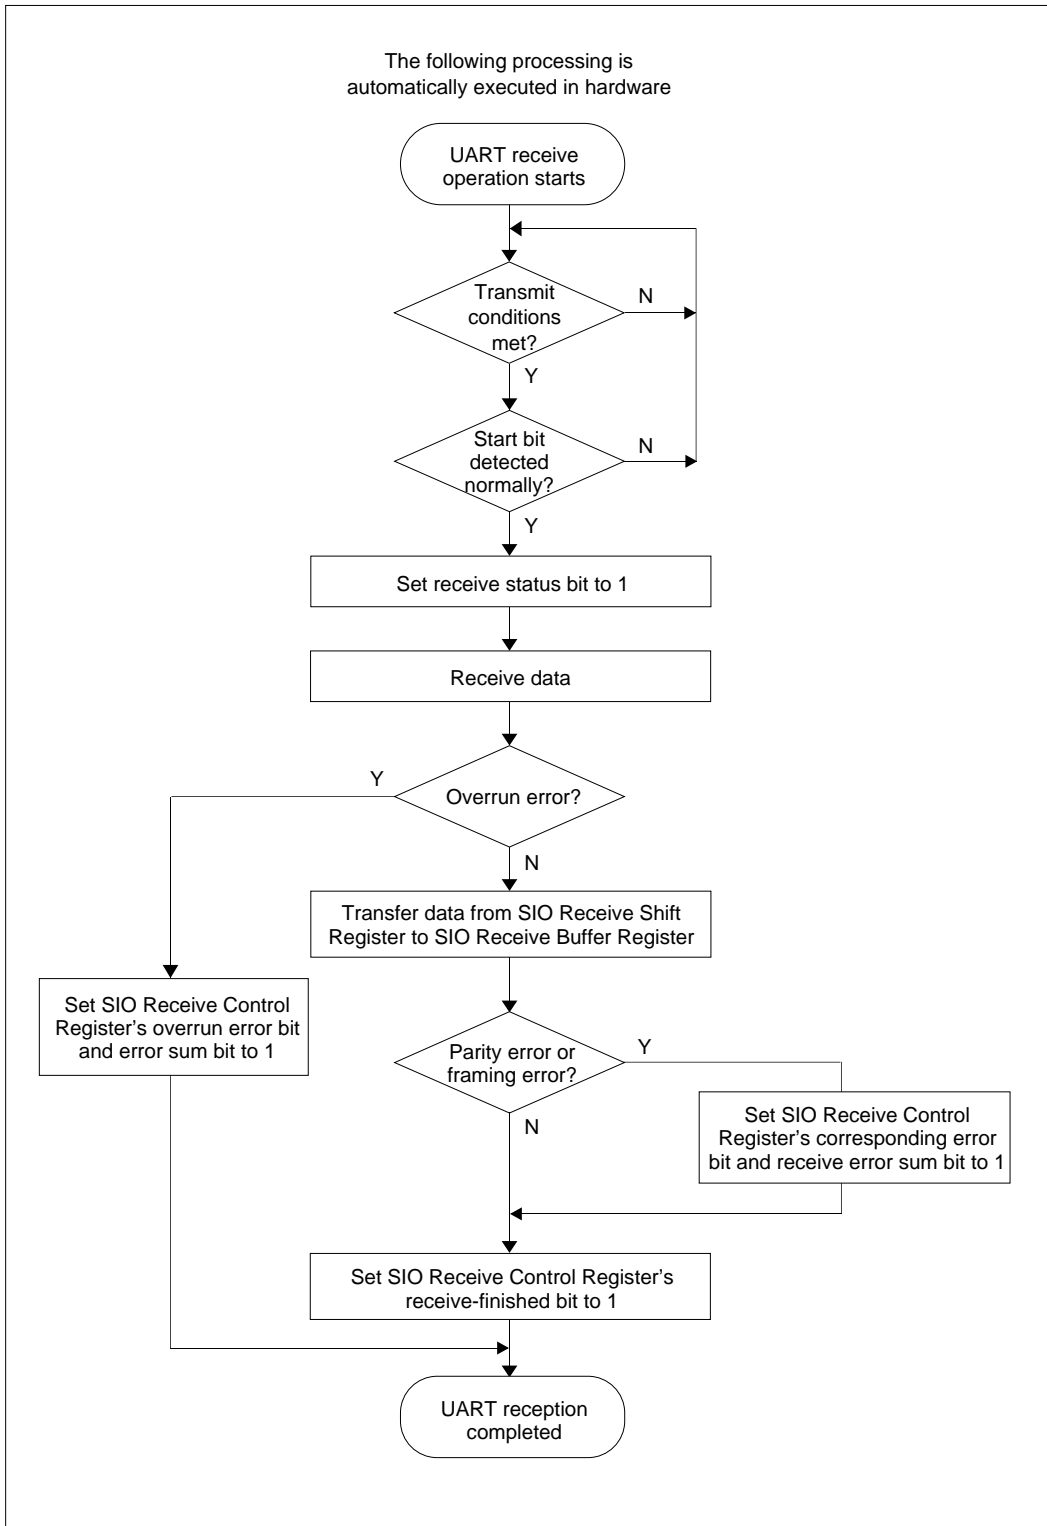 The following processing is
automatically executed in hardware
UART receive
operation starts
Transmit
conditions
met?
N
Y
Start bit
detected
normally?
N
Y
Set receive status bit to 1
Receive data
Y
Overrun error?
N
Transfer data from SIO Receive Shift
Register to SIO Receive Buffer Register
Set SIO Receive Control
Register’s overrun error bit
and error sum bit to 1
Parity error or
framing error?
Y
N
Set SIO Receive Control
Register’s corresponding error
bit and receive error sum bit to 1
Set SIO Receive Control Register’s
receive-finished bit to 1
UART reception
completed